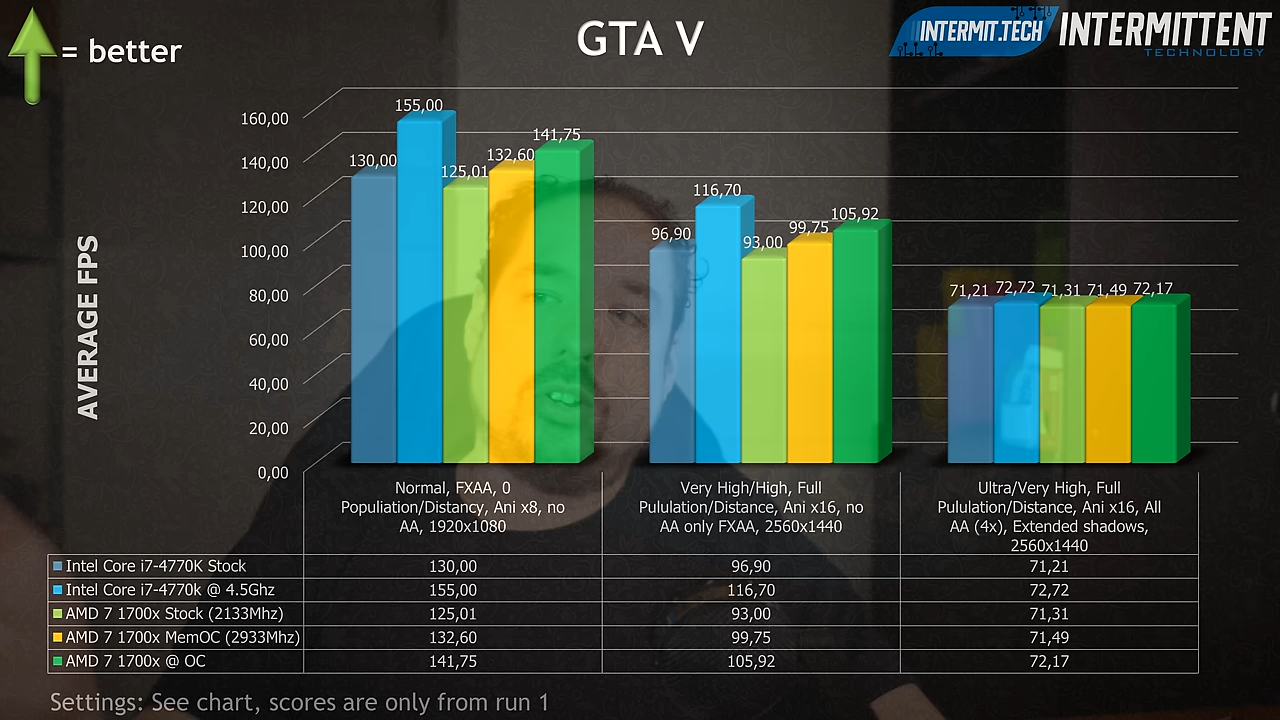 = better
GTA V
INTERMIT.TECH
INTERMITTENT
TECHNOLOGY
AVERAGE FPS
160,00
140,00
120,00
100,00
80,00
60,00
40,00
20,00
0,00
130,00
155,00
125,01
132,60
141,75
96,90
116,70
93,00
99,75
105,92
71,21
72,72
71,31
71,49
72,17
Normal, FXAA, 0
Populiation/Distancy, Ani x8, no
AA, 1920x1080
Very High/High, Full
Pululation/Distance, Ani x16, no
AA only FXAA, 2560x1440
Ultra/Very High, Full
Pululation/Distance, Ani x16, All
AA (4x), Extended shadows,
2560x1440
Intel Core i7-4770K Stock 130,00 96,90 71,21
Intel Core i7-4770k @ 4.5Ghz 155,00 116,70 72,72
AMD 7 1700x Stock (2133Mhz) 125,01 93,00 71,31
AMD 7 1700x MemOC (2933Mhz) 132,60 99,75 71,49
AMD 7 1700x @ OC 141,75 105,92 72,17
Settings: See chart, scores are only from run 1